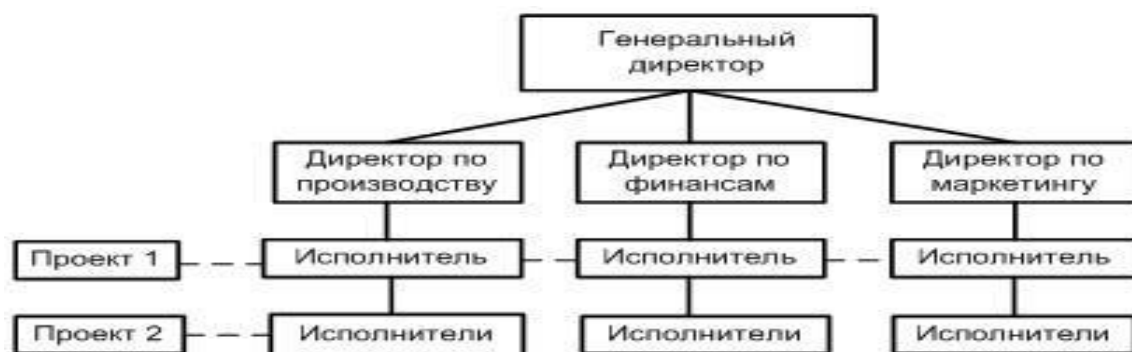 Генеральный
директор
Директор по
производству
Директор по
финансам
Директор по
маркетингу
Проект 1
Исполнитель
Исполнитель
Исполнитель
Проект 2
Исполнители
Исполнители
Исполнители